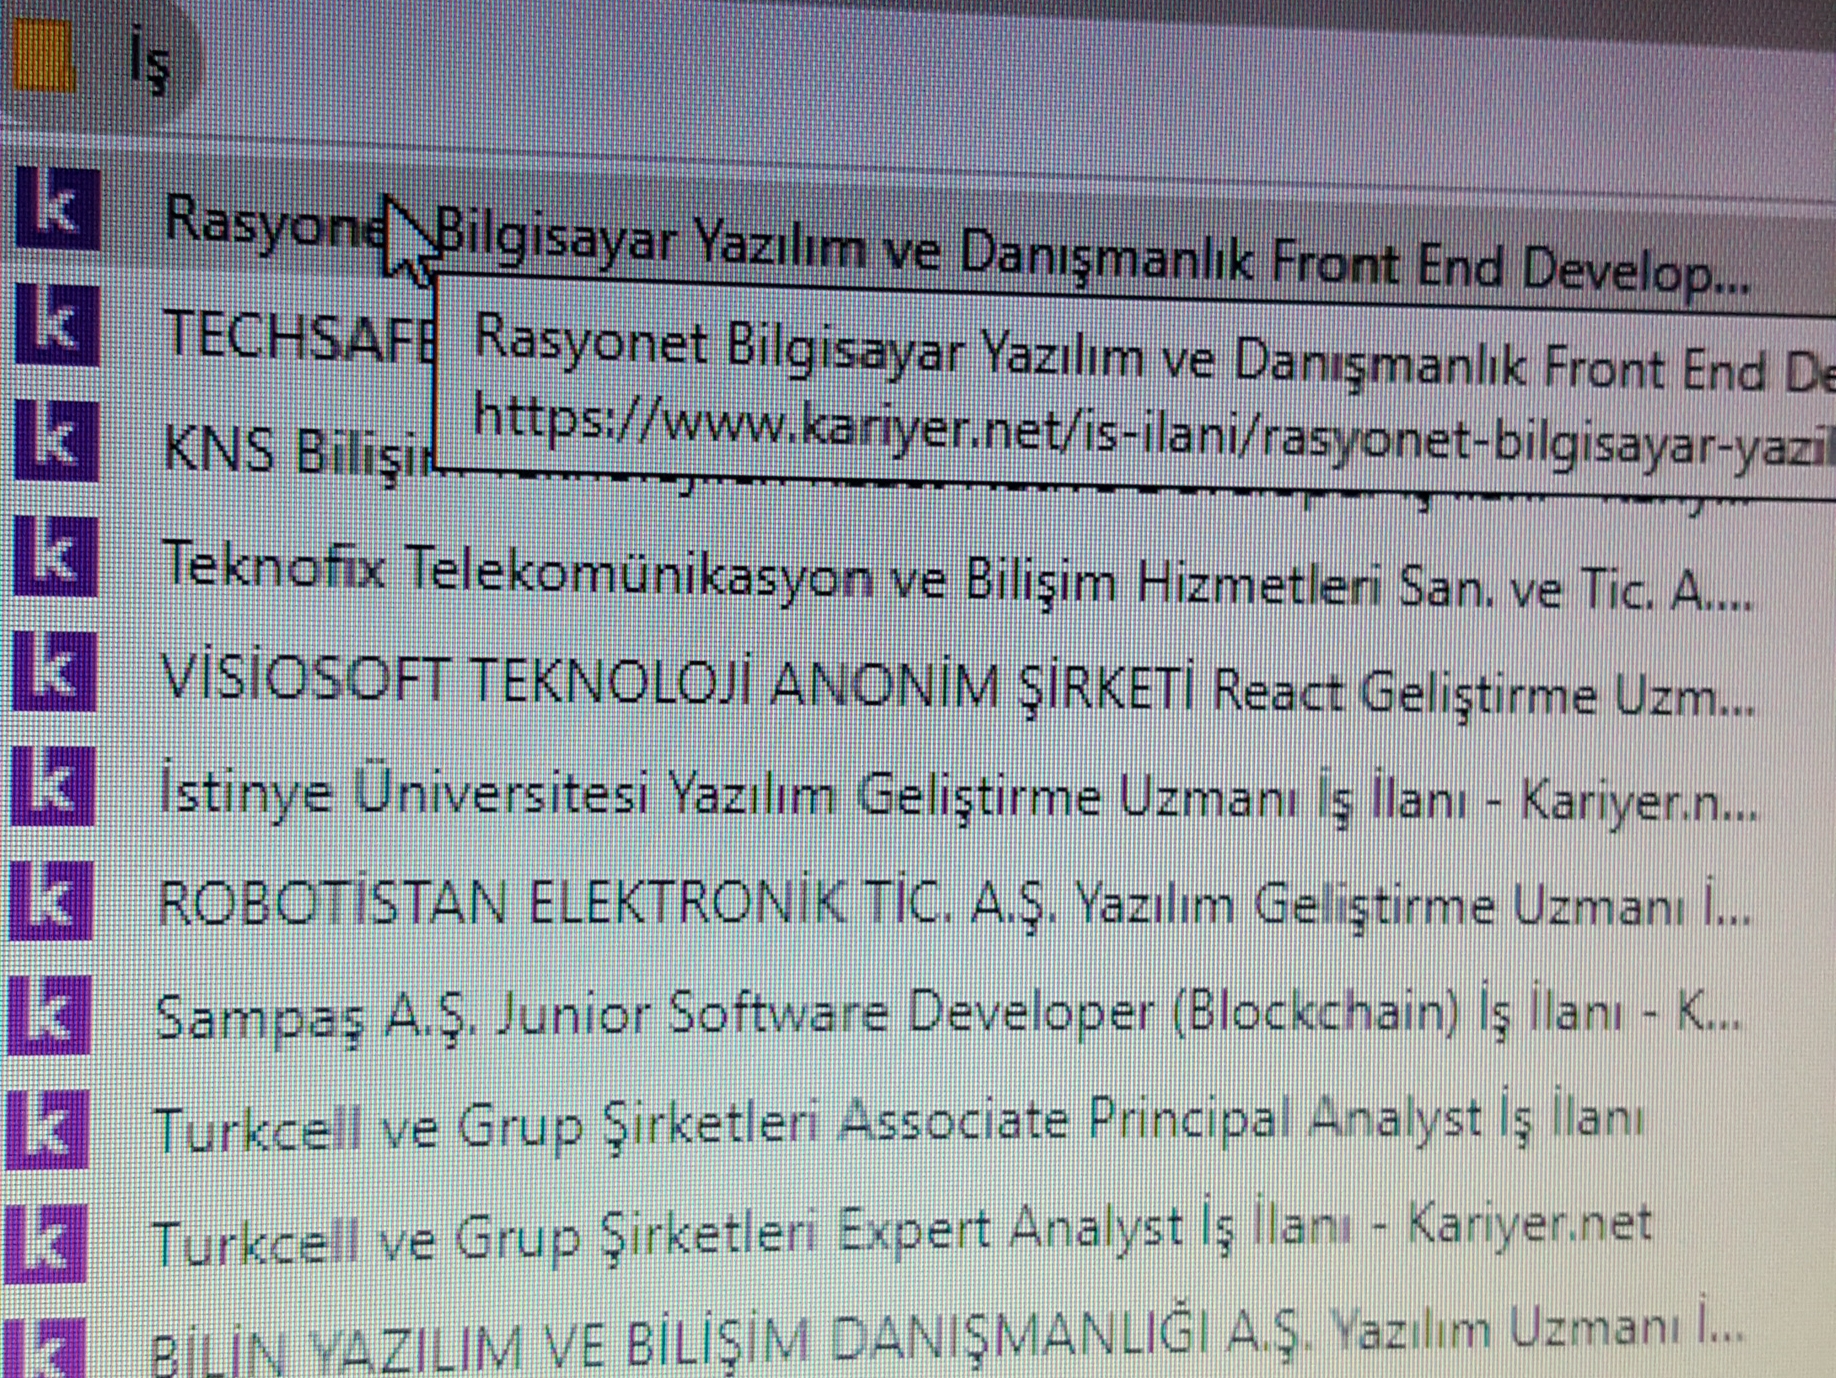 İş
Rasyone Bilgisayar Yazılım ve Danışmanlık Front End Develop...
Rasyonet Bilgisayar Yazılım ve Danışmanlık Front End De
https://www.kariyer.net/is-ilani/rasyonet-bilgisayar-yazil
TECHSAFE
KNS Bilişi
Teknofix Telekomünikasyon ve Bilişim Hizmetleri San. ve Tic. A....
VİSİOSOFT TEKNOLOJİ ANONİM ŞİRKETİ React Geliştirme Uzm...
İstinye Üniversitesi Yazılım Geliştirme Uzmanı İş İlanı - Kariyer.n...
ROBOTİSTAN ELEKTRONİK TİC. A.Ş. Yazılım Geliştirme Uzmanı İ...
Sampaş A.Ş. Junior Software Developer (Blockchain) İş İlanı - K...
Turkcell ve Grup Şirketleri Associate Principal Analyst İş İlanı
Turkcell ve Grup Şirketleri Expert Analyst İş İlanı - Kariyer.net
BİLİN YAZILIM VE BİLİŞİM DANIŞMANLIĞI A.Ş. Yazılım Uzmanı İ...